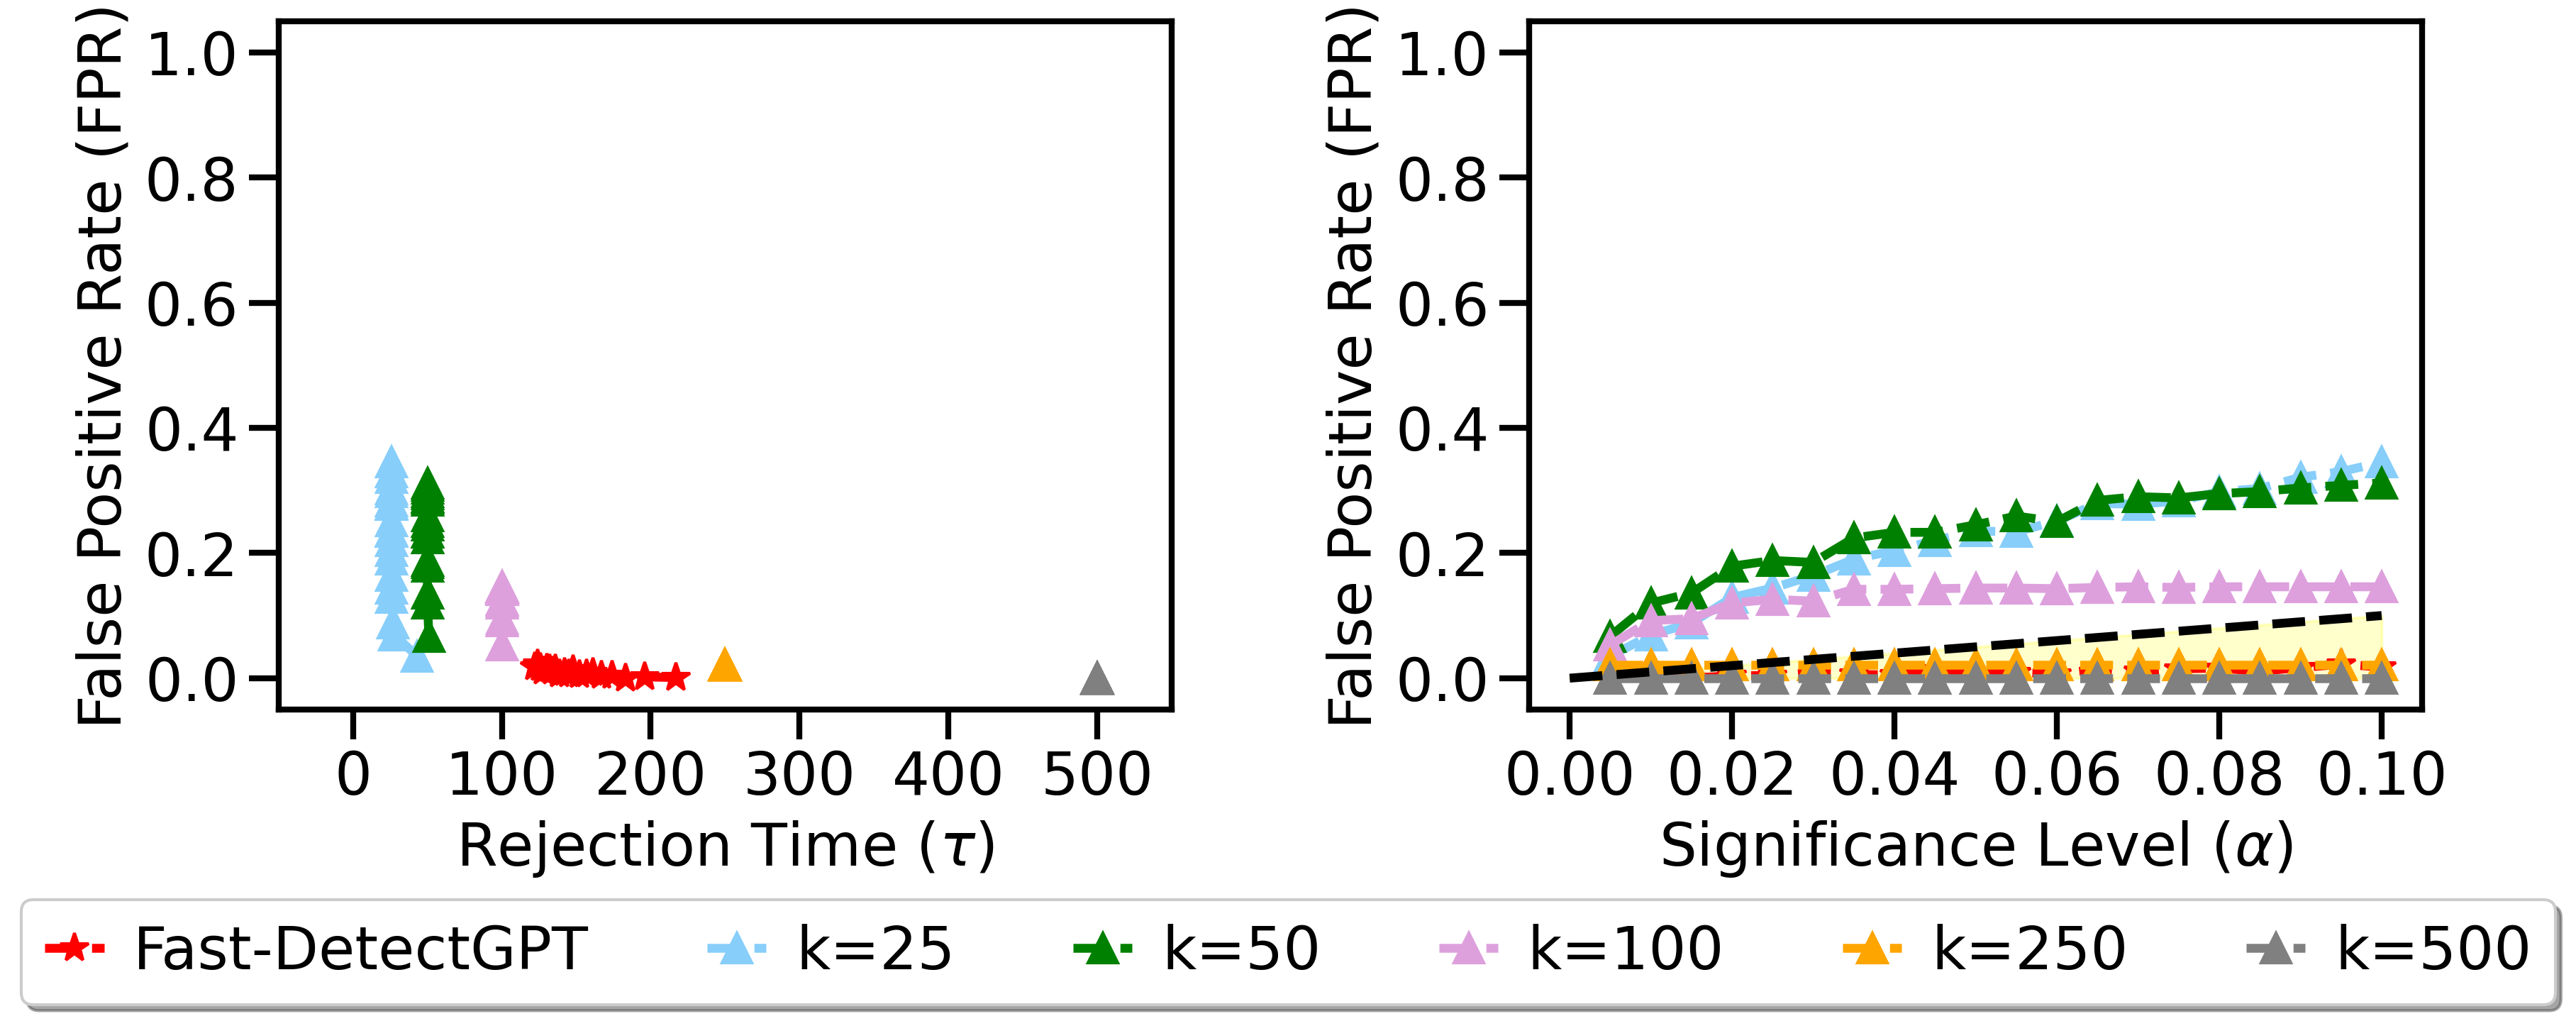 False Positive Rate (FPR)
1.0
0.8
0.6
0.4
0.2
0.0
0 100 200 300 400 500
Rejection Time (τ)
False Positive Rate (FPR)
1.0
0.8
0.6
0.4
0.2
0.0
0.00 0.02 0.04 0.06 0.08 0.10
Significance Level (α)
Fast-DetectGPT k=25 k=50 k=100 k=250 k=500